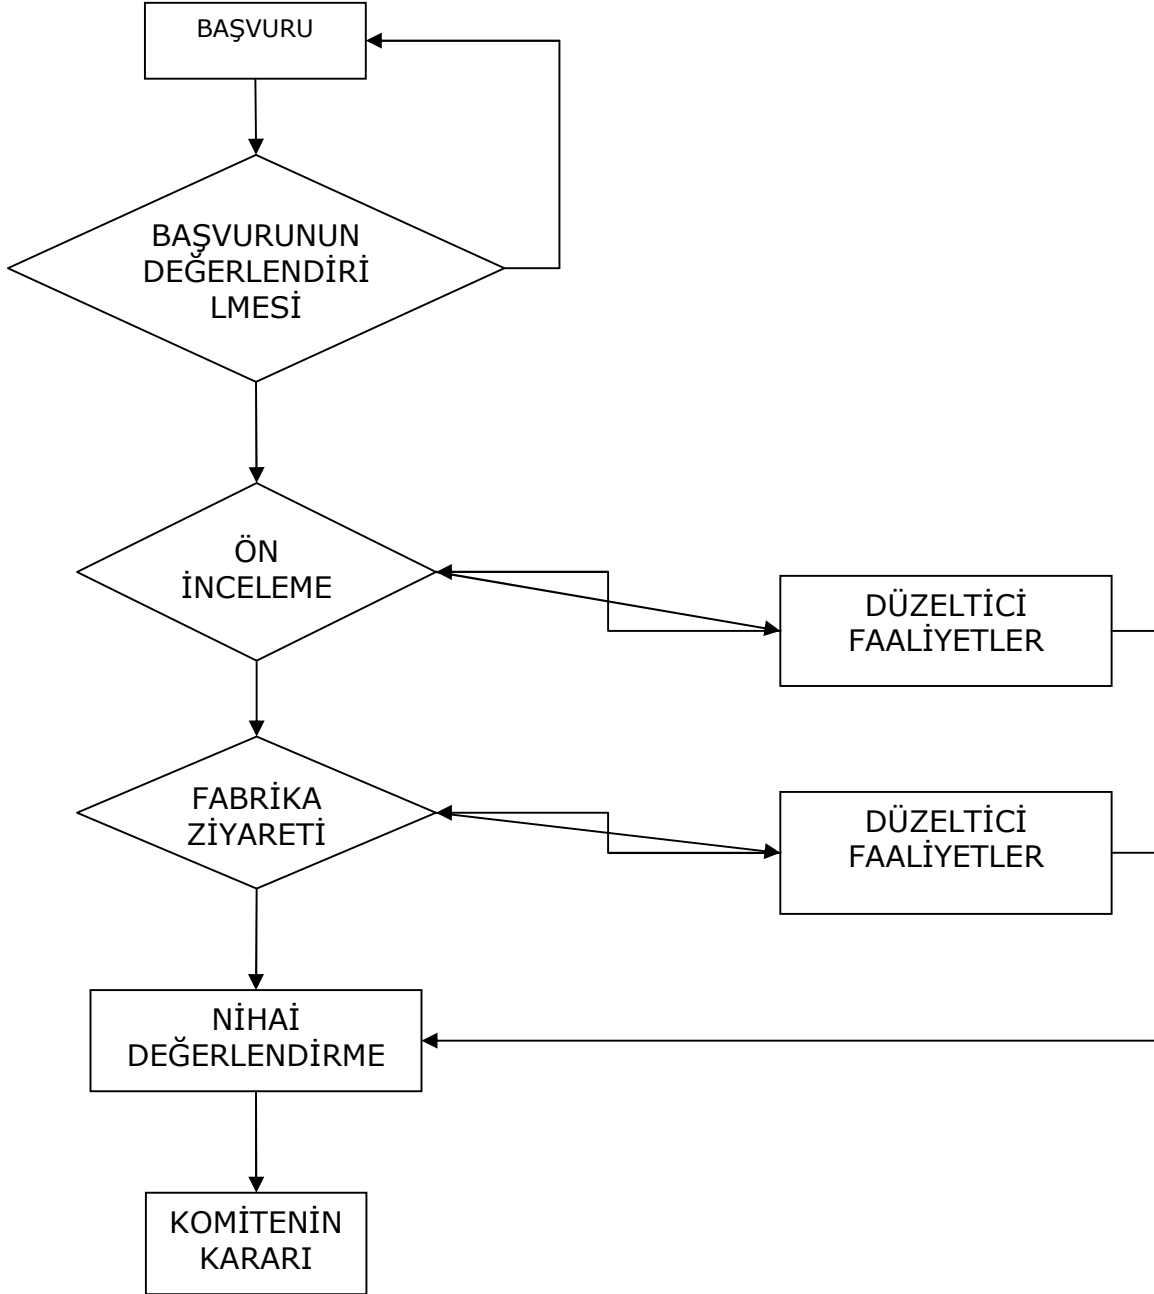 BAŞVURU
BAŞVURUNUN
DEĞERLENDİRİ
LMESİ
ÖN
İNCELEME
DÜZELTİCİ
FAALİYETLER
FABRİKA
ZİYARETİ
DÜZELTİCİ
FAALİYETLER
NİHAİ
DEĞERLENDİRME
KOMİTENİN
KARARI